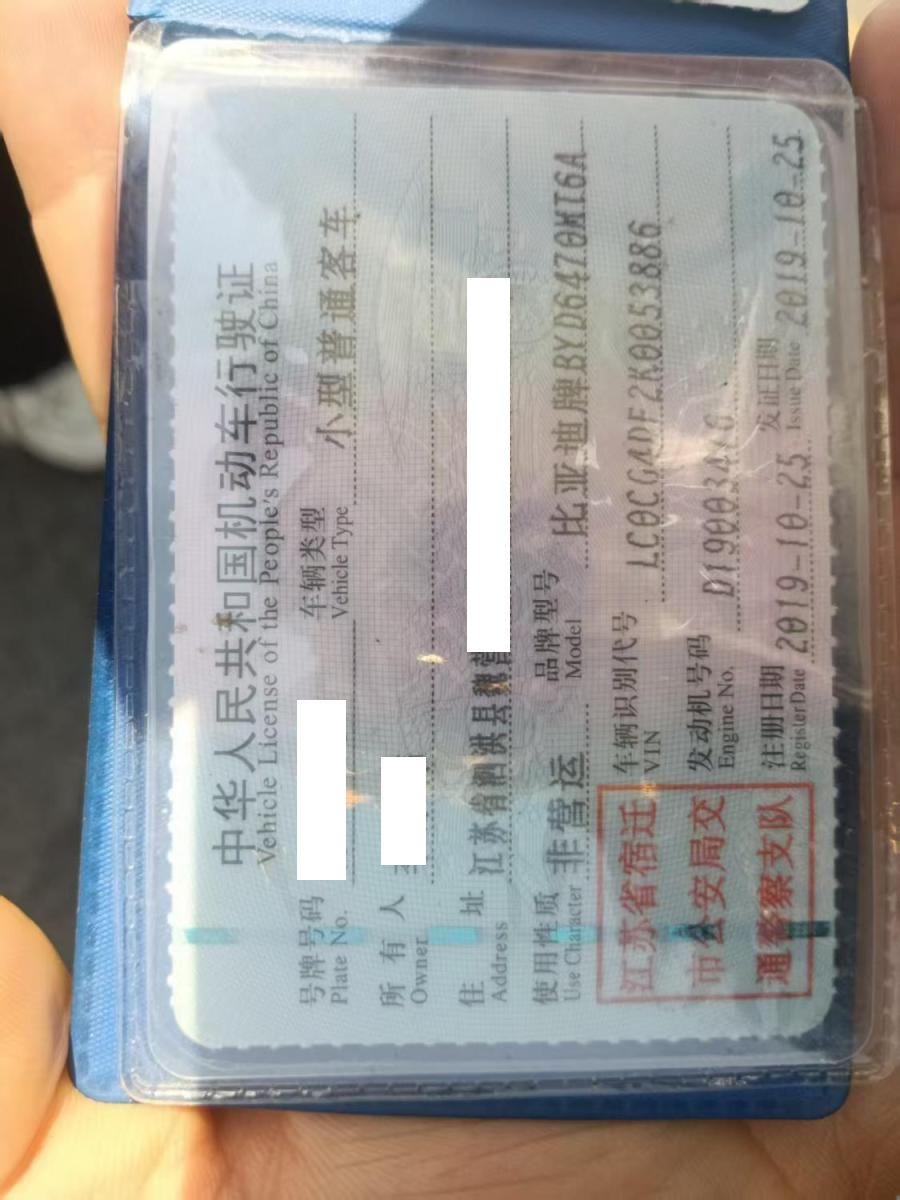 中华人民共和国机动车行驶证
Vehicle License of the People's Republic of China
号牌号码
Plate No.
车辆类型 小型普通客车
Vehicle Type
所有人
Owner
住址 江苏省泗洪县魏营
Address
使用性质 非营运
Use Character
品牌型号 比亚迪牌BYD6470MT6A
Model
江苏省宿迁
市公安局交
通警察支队
车辆识别代号 LC0CG4DF2K0053886
VIN
发动机号码
Engine No.
注册日期 2019-10-25
Register Date
发证日期 2019-10-25
Issue Date